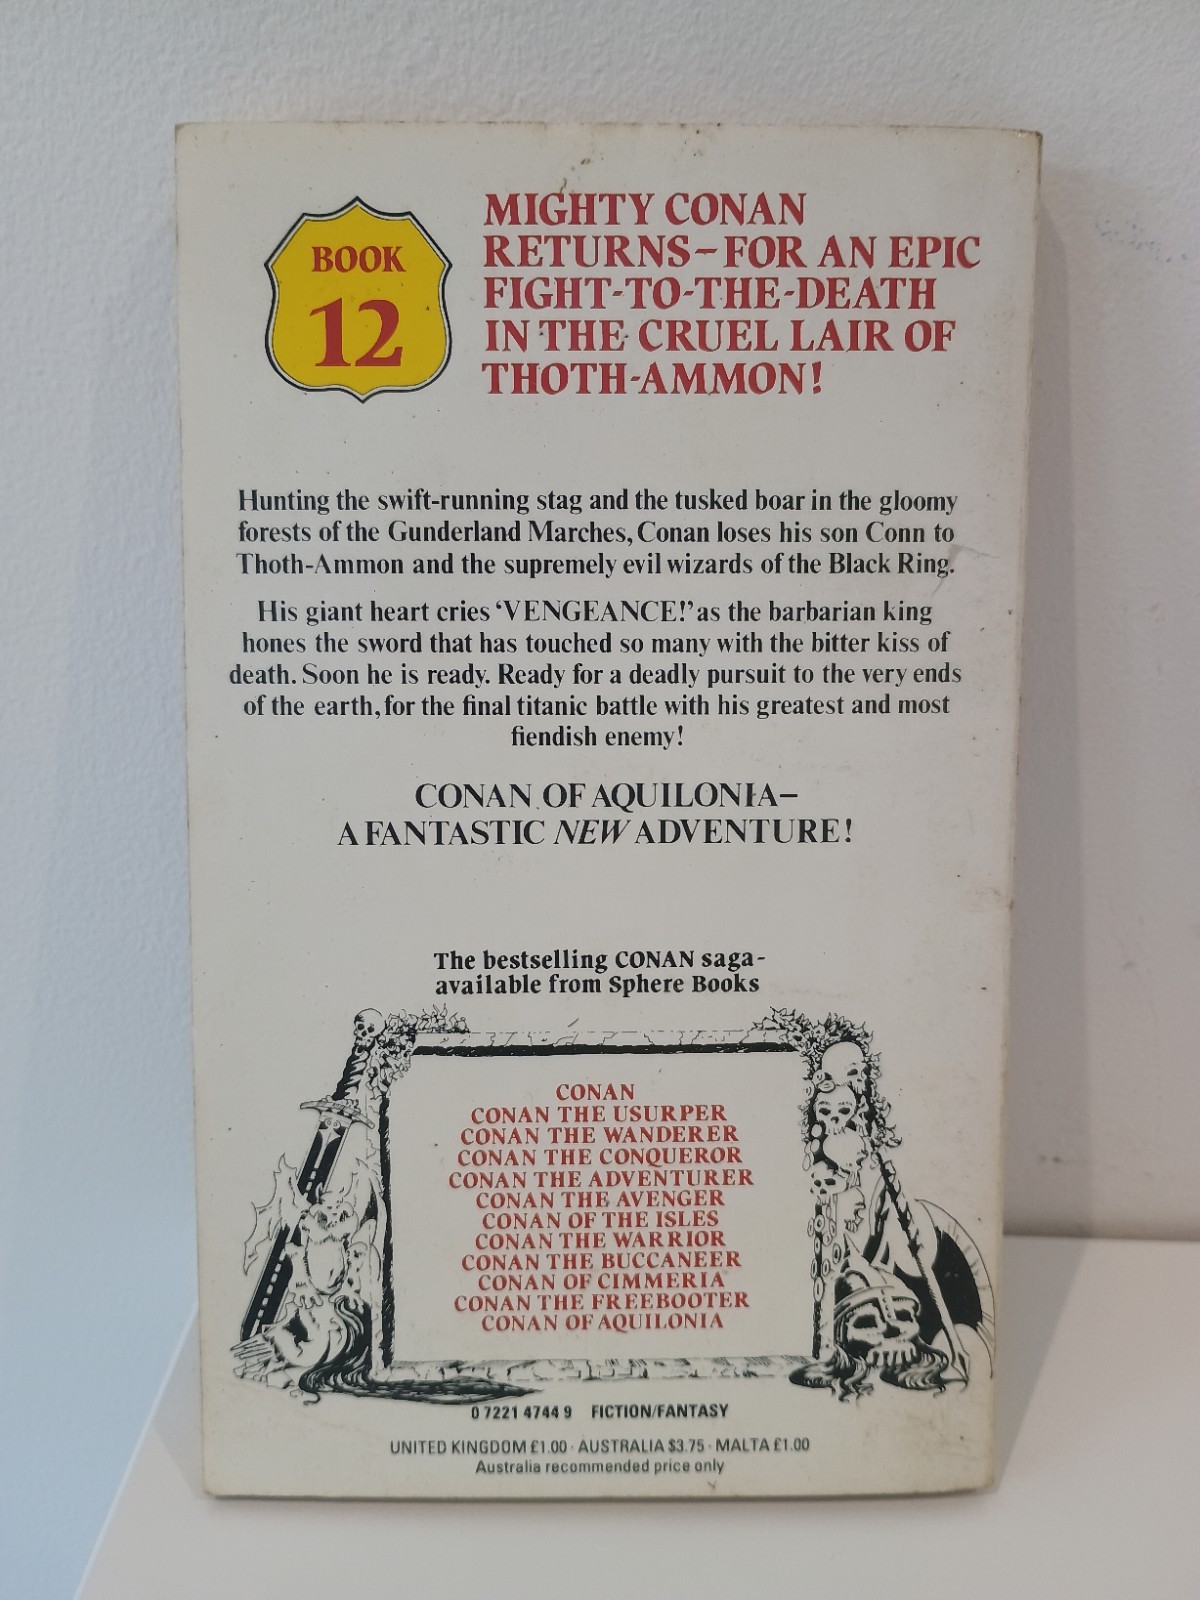 BOOK
12
MIGHTY CONAN
RETURNS–FOR AN EPIC
FIGHT-TO-THE-DEATH
IN THE CRUEL LAIR OF
THOTH-AMMON!
Hunting the swift-running stag and the tusked boar in the gloomy
forests of the Gunderland Marches, Conan loses his son Conn to
Thoth-Ammon and the supremely evil wizards of the Black Ring.
His giant heart cries ‘VENGEANCE!’ as the barbarian king
hones the sword that has touched so many with the bitter kiss of
death. Soon he is ready. Ready for a deadly pursuit to the very ends
of the earth, for the final titanic battle with his greatest and most
fiendish enemy!
CONAN OF AQUILONIA–
A FANTASTIC NEW ADVENTURE!
The bestselling CONAN saga-
available from Sphere Books
CONAN
CONAN THE USURPER
CONAN THE WANDERER
CONAN THE CONQUEROR
CONAN THE ADVENTURER
CONAN THE AVENGER
CONAN OF THE ISLES
CONAN THE WARRIOR
CONAN THE BUCCANEER
CONAN OF CIMMERIA
CONAN THE FREEBOOTER
CONAN OF AQUILONIA
0 7221 4744 9 FICTION/FANTASY
UNITED KINGDOM £1.00 · AUSTRALIA $3.75 · MALTA £1.00
Australia recommended price only